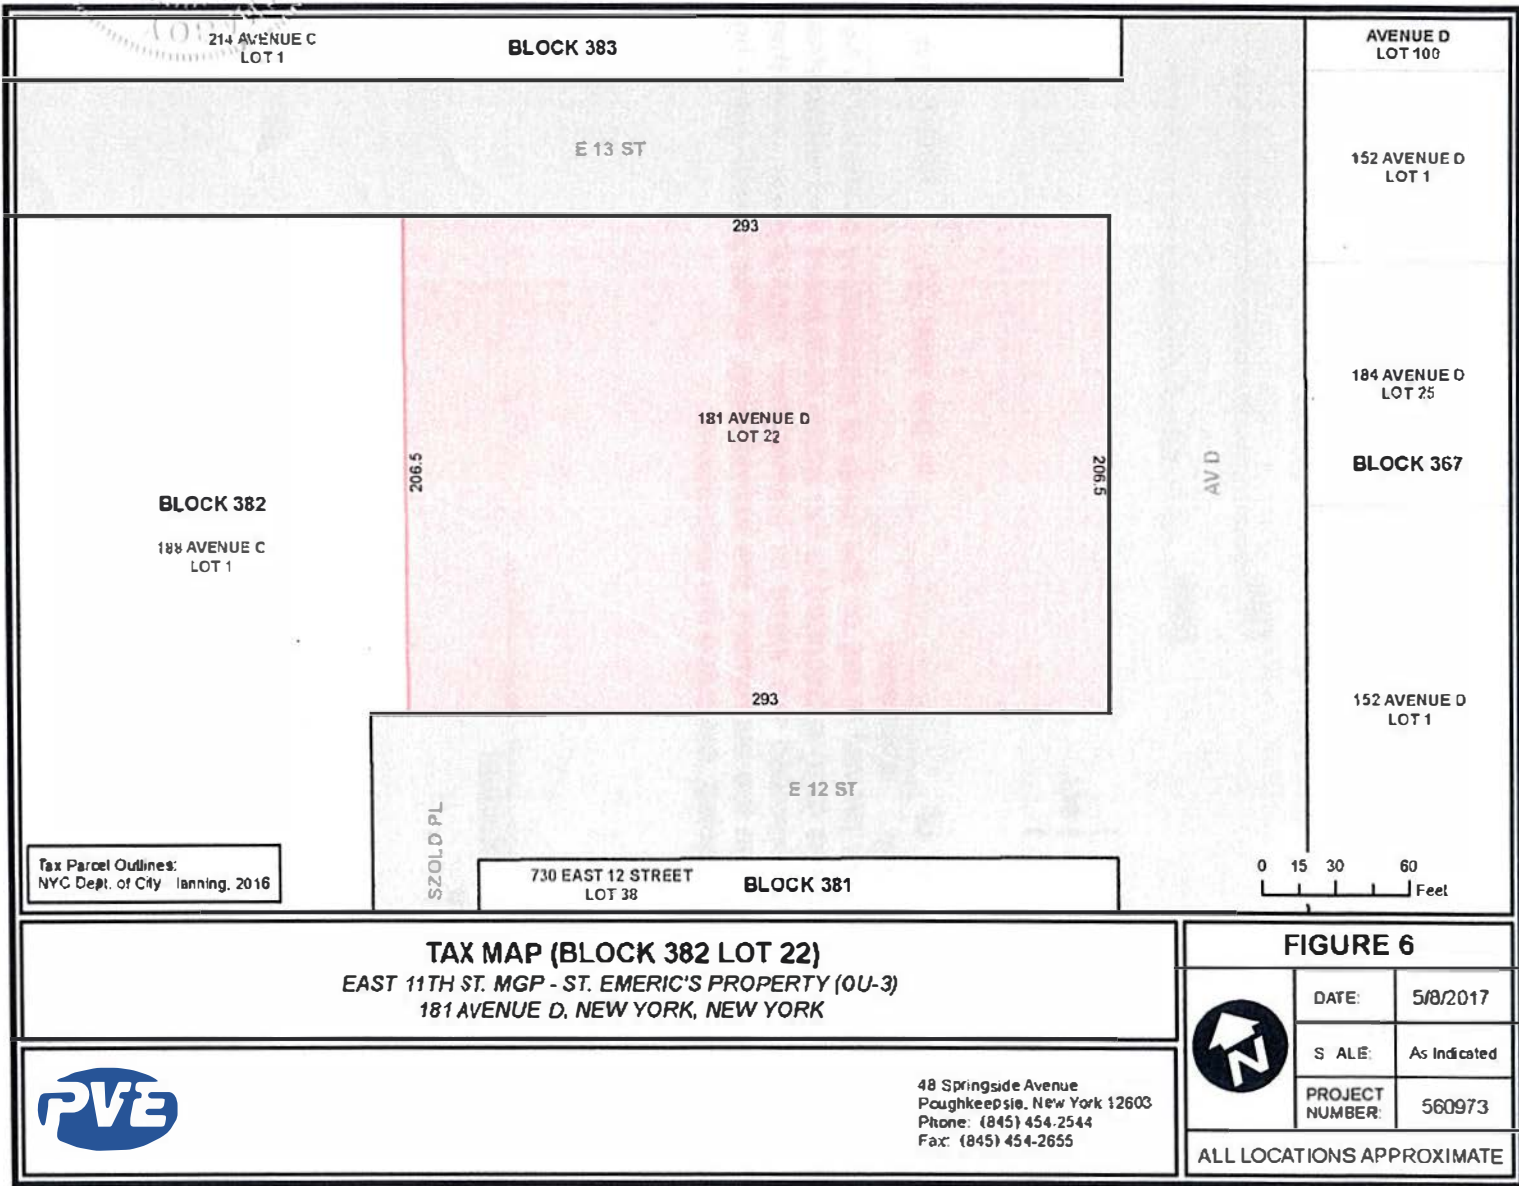 214 AVENUE C
LOT 1
BLOCK 383
AVENUE D
LOT 100
E 13 ST
152 AVENUE D
LOT 1
293
181 AVENUE D
LOT 22
206.5
206.5
AV D
184 AVENUE D
LOT 25
BLOCK 367
BLOCK 382
188 AVENUE C
LOT 1
293
152 AVENUE D
LOT 1
E 12 ST
SZOLD PL
Tax Parcel Outlines:
NYC Dept. of City lanning, 2016
730 EAST 12 STREET
LOT 38
BLOCK 381
0 15 30 60
Feet
TAX MAP (BLOCK 382 LOT 22)
EAST 11TH ST. MGP - ST. EMERIC'S PROPERTY (OU-3)
181 AVENUE D, NEW YORK, NEW YORK
FIGURE 6
N
DATE: 5/8/2017
S ALE: As Indicated
PROJECT NUMBER: 560973
ALL LOCATIONS APPROXIMATE
PVE
48 Springside Avenue
Poughkeepsie, New York 12603
Phone: (845) 454-2544
Fax: (845) 454-2655